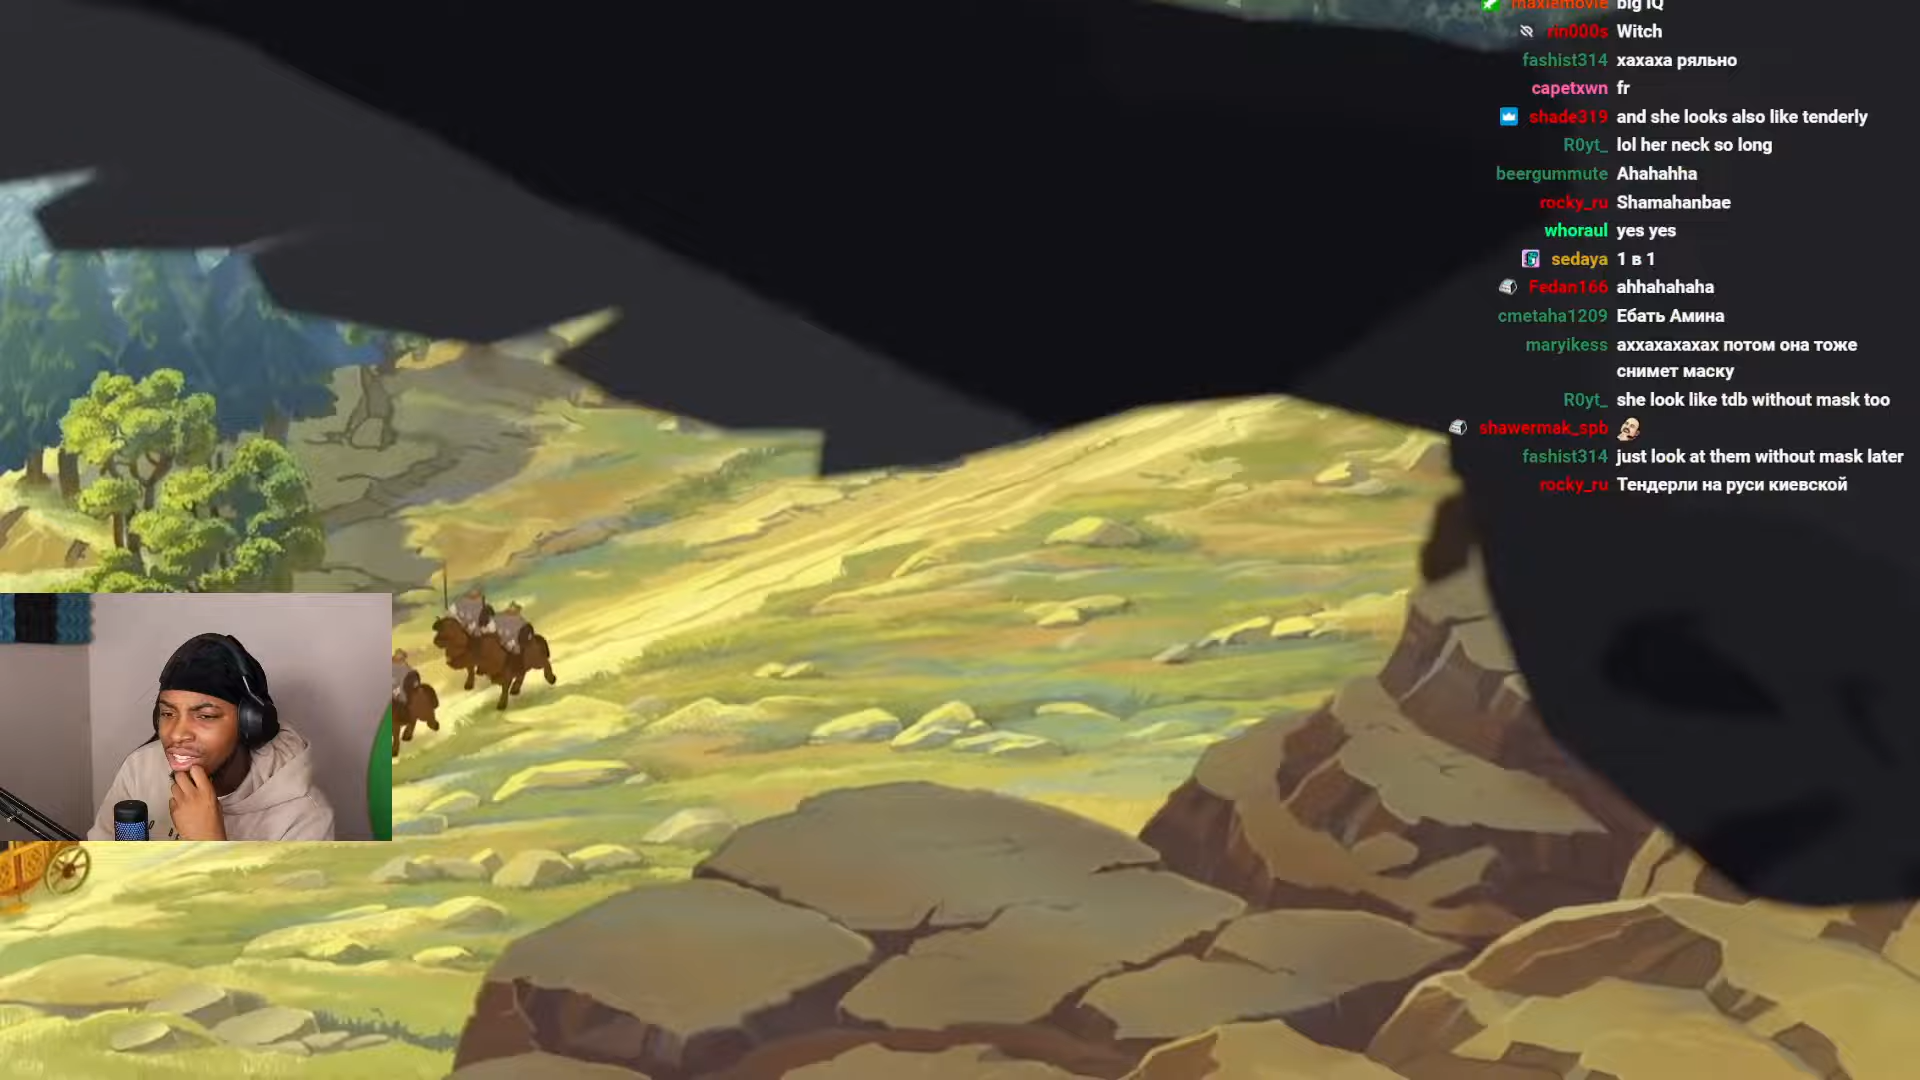 maxlamovie big IQ
rin000s Witch
fashist314 хахаха ряльно
capetxwn fr
shade319 and she looks also like tenderly
R0yt_ lol her neck so long
beergummute Ahahahha
rocky_ru Shamahanbae
whoraul yes yes
sedaya 1 в 1
Fedan166 ahhahahaha
cmetaha1209 Ебать Амина
maryikess аххахахахах потом она тоже
снимет маску
R0yt_ she look like tdb without mask too
shawermak_spb
fashist314 just look at them without mask later
rocky_ru Тендерли на руси киевской